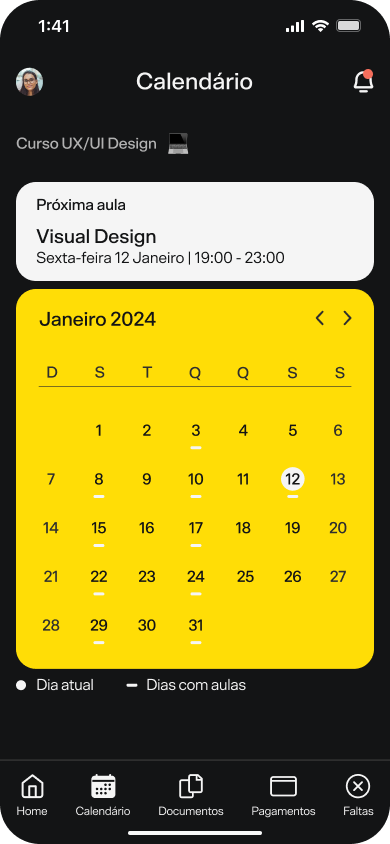 1:41
Calendário
Curso UX/UI Design
Próxima aula
Visual Design
Sexta-feira 12 Janeiro | 19:00 - 23:00
Janeiro 2024
D S T Q Q S S
1 2 3 4 5 6
7 8 9 10 11 12 13
14 15 16 17 18 19 20
21 22 23 24 25 26 27
28 29 30 31
Dia atual Dias com aulas
Home Calendário Documentos Pagamentos Faltas